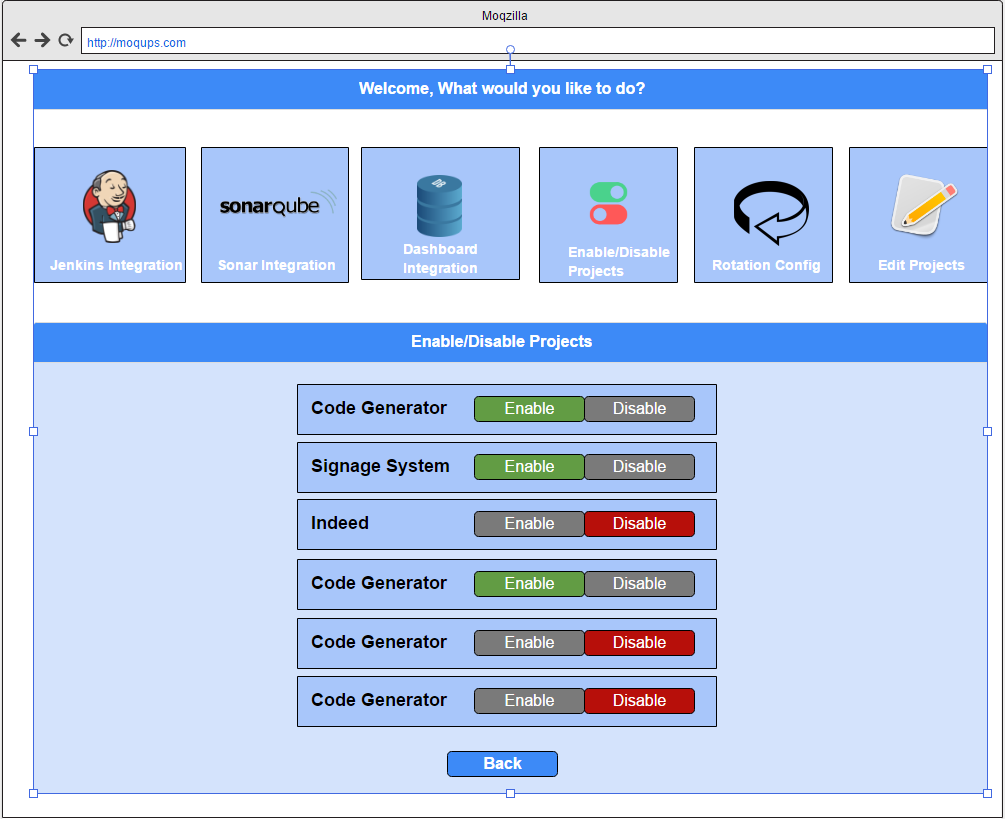 Moqzilla
http://moqups.com
Welcome, What would you like to do?
Jenkins Integration
sonarqube
Sonar Integration
DB
Dashboard
Integration
Enable/Disable
Projects
Rotation Config
Edit Projects
Enable/Disable Projects
Code Generator Enable Disable
Signage System Enable Disable
Indeed Enable Disable
Code Generator Enable Disable
Code Generator Enable Disable
Code Generator Enable Disable
Back